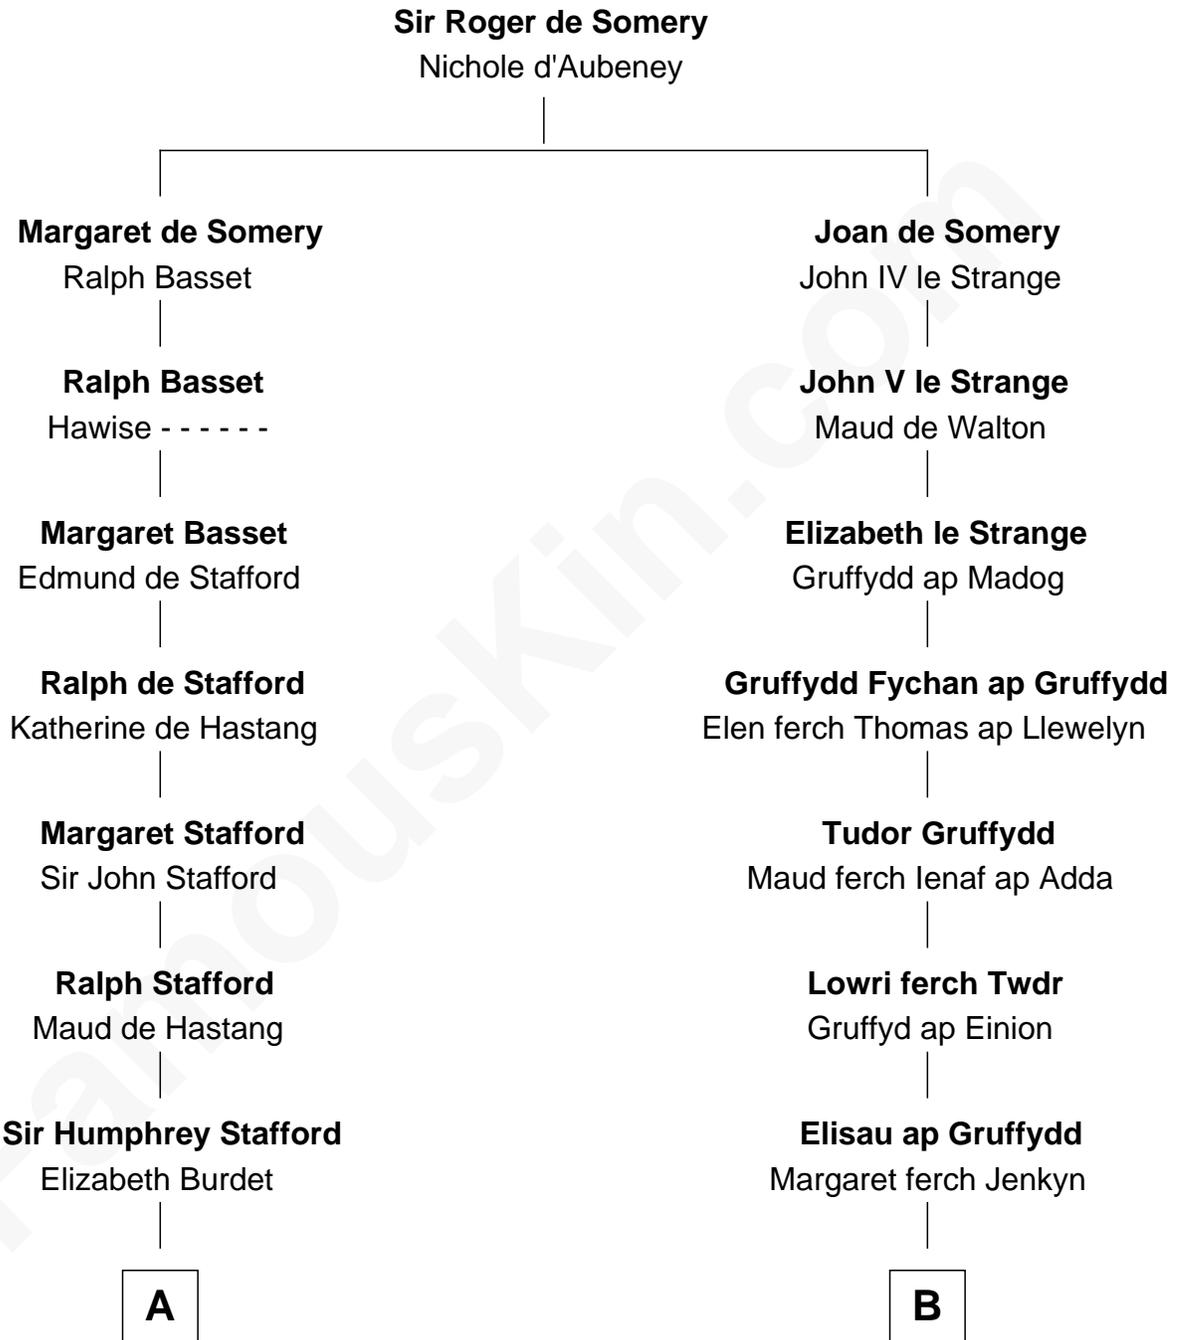 Sir Roger de Somery
Nichole d'Aubeney
Margaret de Somery
Ralph Basset
Joan de Somery
John IV le Strange
Ralph Basset
Hawise - - - - - -
John V le Strange
Maud de Walton
Margaret Basset
Edmund de Stafford
Elizabeth le Strange
Gruffydd ap Madog
Ralph de Stafford
Katherine de Hastang
Gruffydd Fychan ap Gruffydd
Elen ferch Thomas ap Llewelyn
Margaret Stafford
Sir John Stafford
Tudor Gruffydd
Maud ferch Ienaf ap Adda
Ralph Stafford
Maud de Hastang
Lowri ferch Twdr
Gruffyd ap Einion
Sir Humphrey Stafford
Elizabeth Burdet
Elisau ap Gruffydd
Margaret ferch Jenkyn
A
B
FamousKin.com